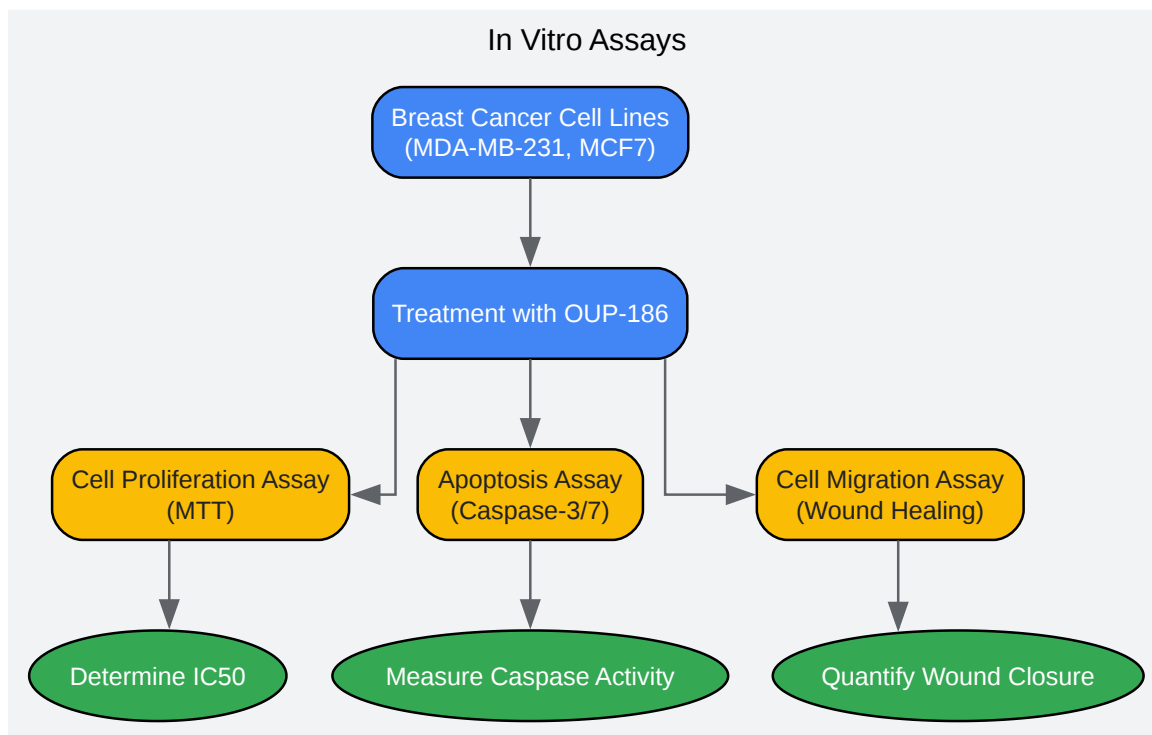 In Vitro Assays
Breast Cancer Cell Lines
(MDA-MB-231, MCF7)
Treatment with OUP-186
Cell Proliferation Assay
(MTT)
Apoptosis Assay
(Caspase-3/7)
Cell Migration Assay
(Wound Healing)
Determine IC50
Measure Caspase Activity
Quantify Wound Closure